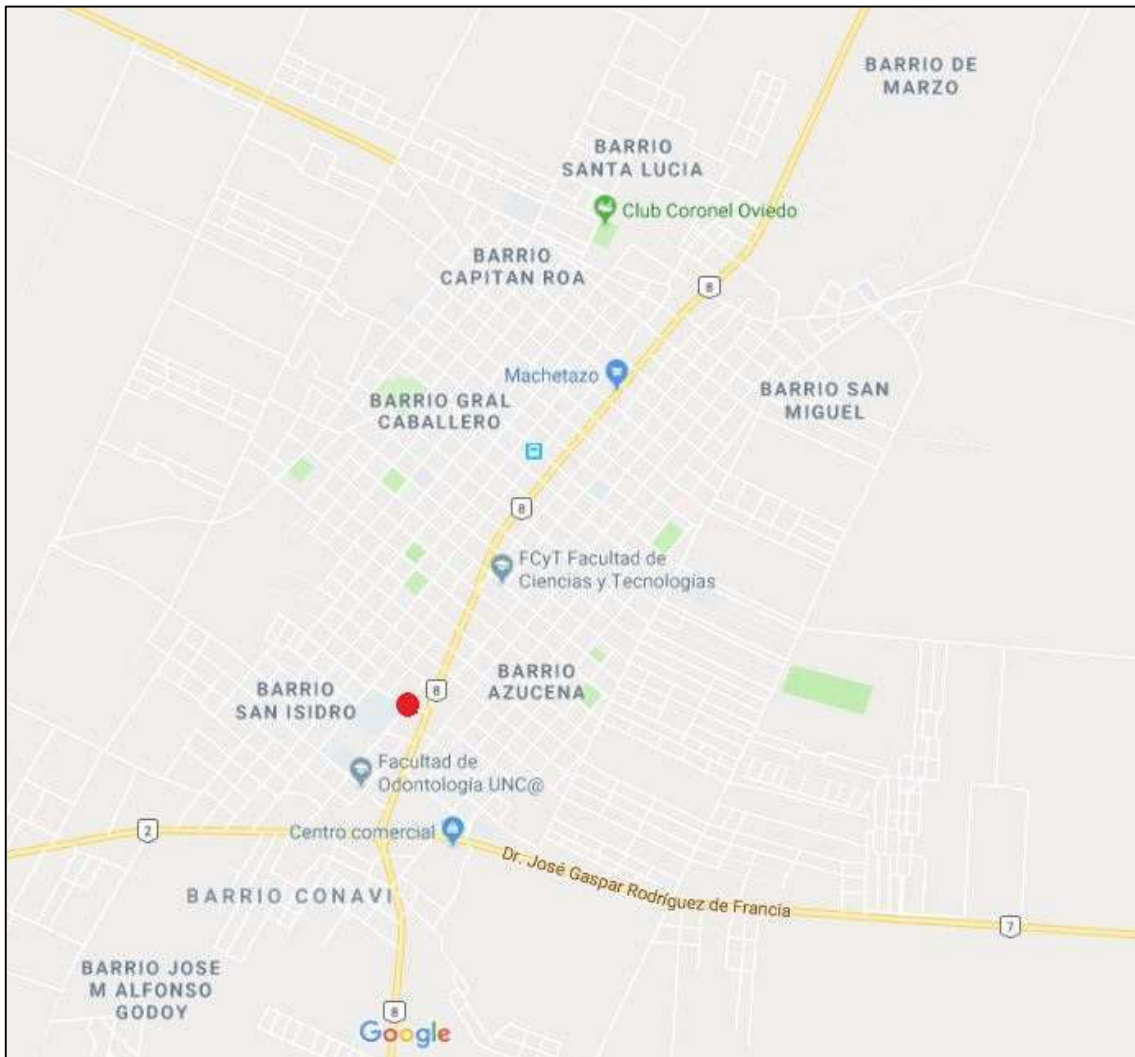 BARRIO DE
MARZO
BARRIO
SANTA LUCIA
Club Coronel Oviedo
BARRIO
CAPITAN ROA
8
Machetazo
BARRIO GRAL
CABALLERO
BARRIO SAN
MIGUEL
8
FCyT Facultad de
Ciencias y Tecnologias
BARRIO
AZUCENA
BARRIO
SAN ISIDRO
8
Facultad de
Odontología UNC@
2
Centro comercial
Dr. José Gaspar Rodríguez de Francia
BARRIO CONAVI
7
BARRIO JOSE
M ALFONSO
GODOY
8
Google